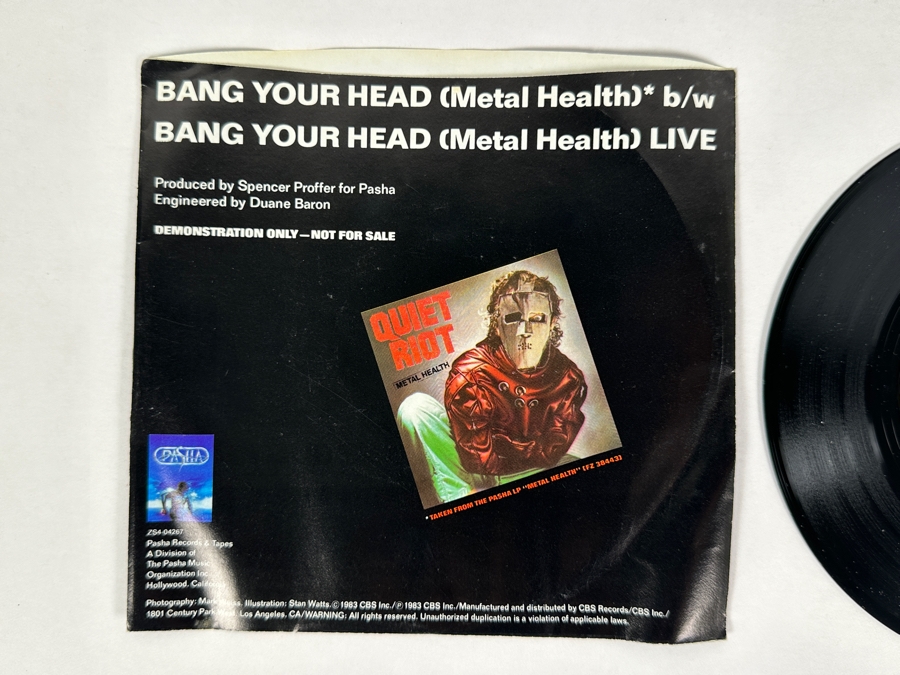 BANG YOUR HEAD (Metal Health)* b/w
BANG YOUR HEAD (Metal Health) LIVE
Produced by Spencer Proffer for Pasha
Engineered by Duane Baron
DEMONSTRATION ONLY—NOT FOR SALE
QUIET
RIOT
METAL HEALTH
*TAKEN FROM THE PASHA LP "METAL HEALTH" (FZ 38443)
PASHA
ZS4-04267
Pasha Records & Tapes
A Division of
The Pasha Music
Organization Inc.
Hollywood, California
Photography: Mark Weiss. Illustration: Stan Watts. Ⓒ 1983 CBS Inc./Ⓟ 1983 CBS Inc./Manufactured and distributed by CBS Records/CBS Inc./
1801 Century Park West, Los Angeles, CA/WARNING: All rights reserved. Unauthorized duplication is a violation of applicable laws.